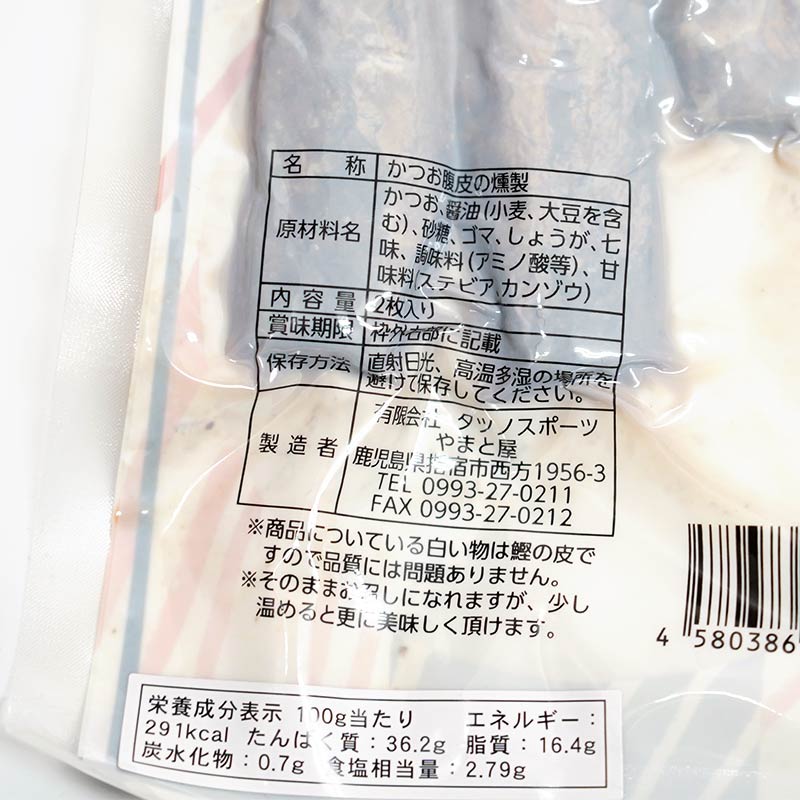 名称 かつお腹皮の燻製
原材料名 かつお、醤油(小麦、大豆を含
む)、砂糖、ゴマ、しょうが、七
味、調味料(アミノ酸等)、甘
味料(ステビア カンゾウ)
内容量 2枚入り
賞味期限 枠外右部に記載
保存方法 直射日光、高温多湿の場所を
避けて保存してください。
製造者 有限会社 タツノスポーツ
やまと屋
鹿児島県指宿市西方1956-3
TEL 0993-27-0211
FAX 0993-27-0212
※商品についている白い物は鰹の皮で
すので品質には問題ありません。
※そのままお召しになれますが、少し
温めると更に美味しく頂けます。
4 580386
栄養成分表示 100g当たり エネルギー:
291kcal たんぱく質:36.2g 脂質:16.4g
炭水化物:0.7g 食塩相当量:2.79g